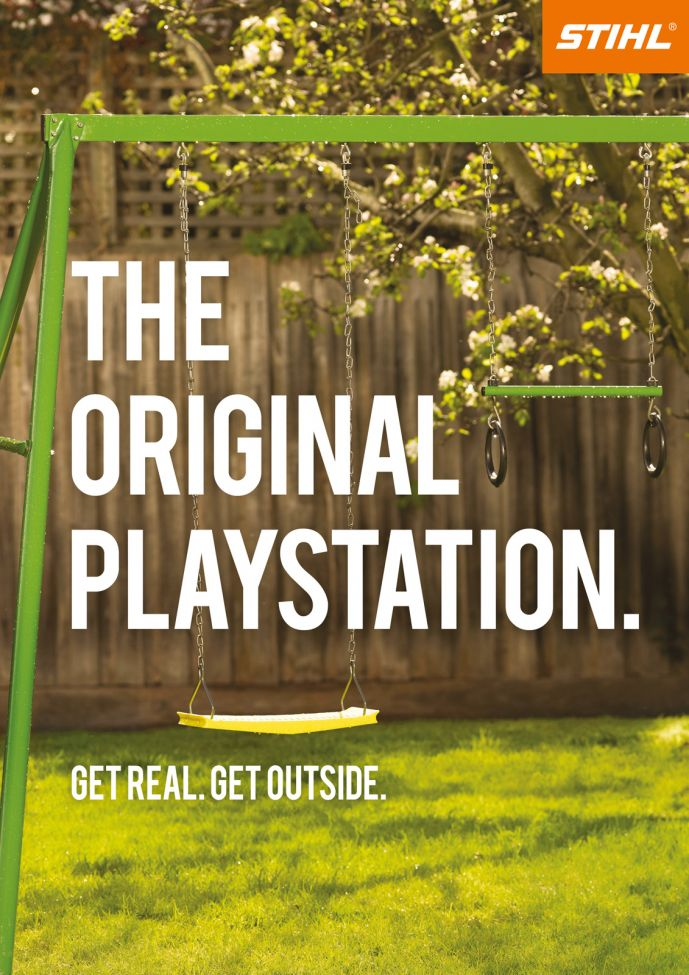 STIHL®
THE
ORIGINAL
PLAYSTATION.
GET REAL. GET OUTSIDE.